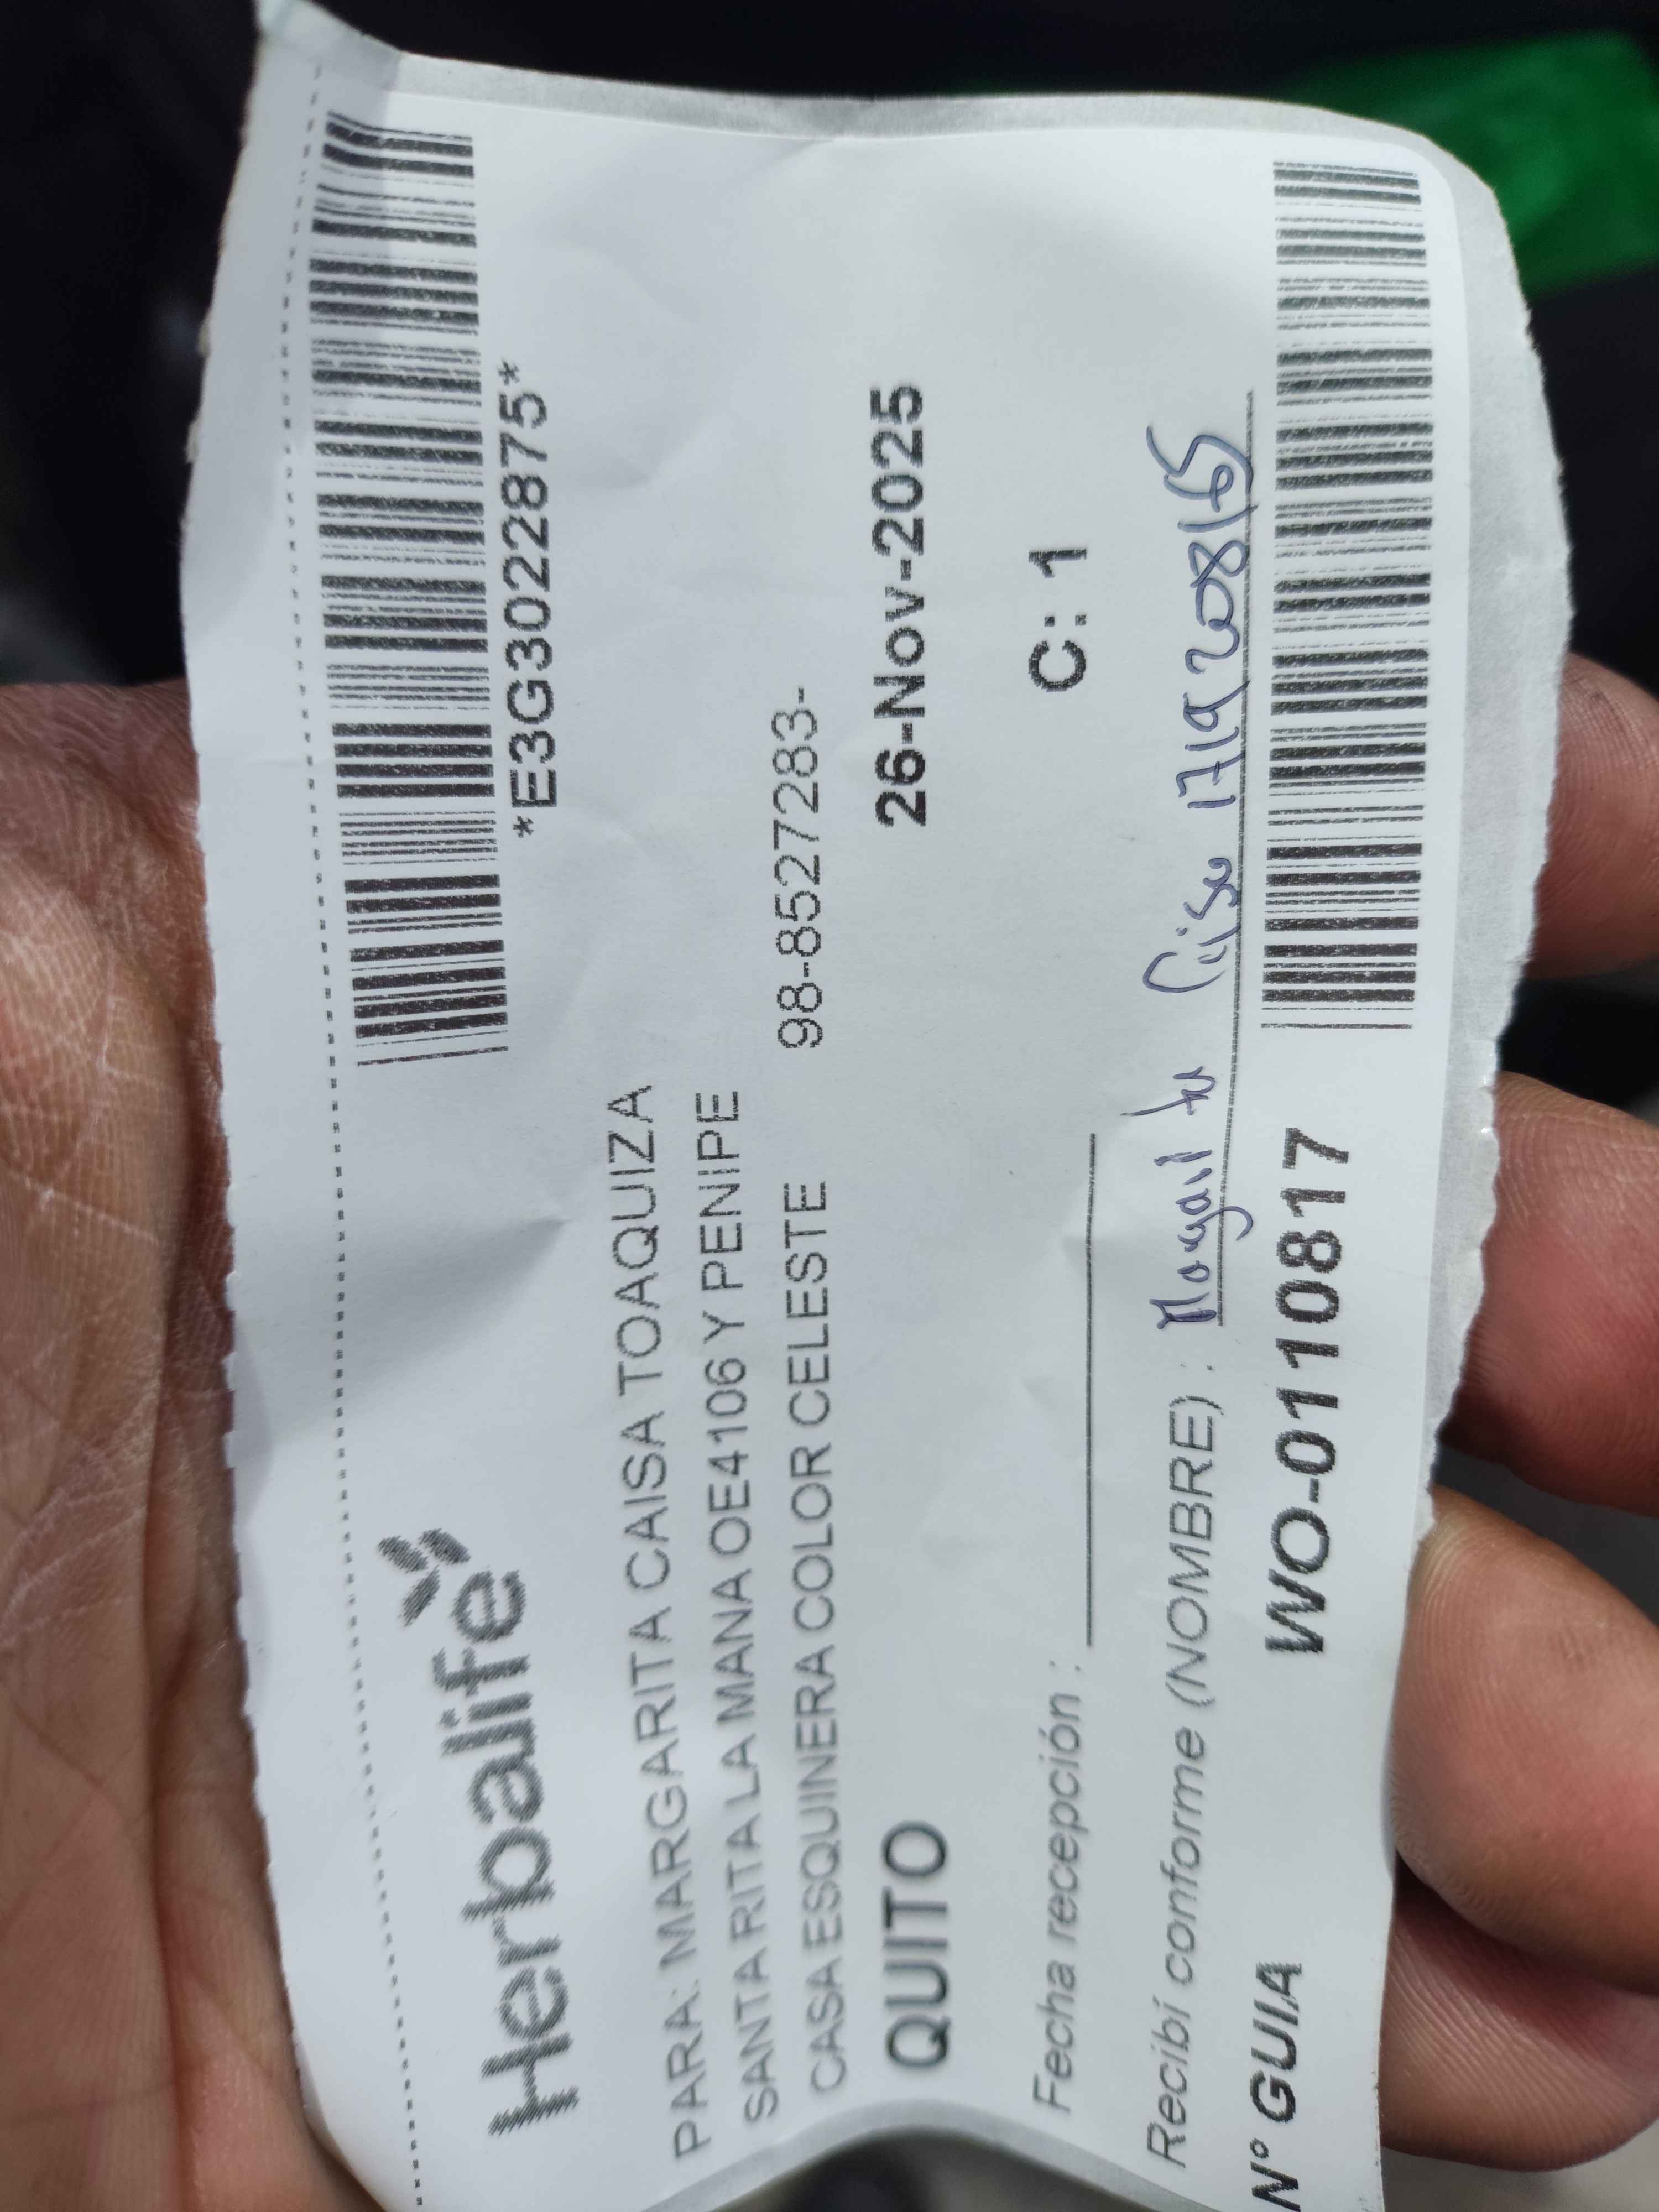 Herbalife
*E3G3022875*
PARA: MARGARITA CAISA TOAQUIZA
SANTA RITA LA MANA OE4106 Y PENIPE
CASA ESQUINERA COLOR CELESTE 98-8527283-
QUITO 26-Nov-2025
Fecha recepción : C: 1
Recibí conforme (NOMBRE) :
N° GUIA WO-0110817